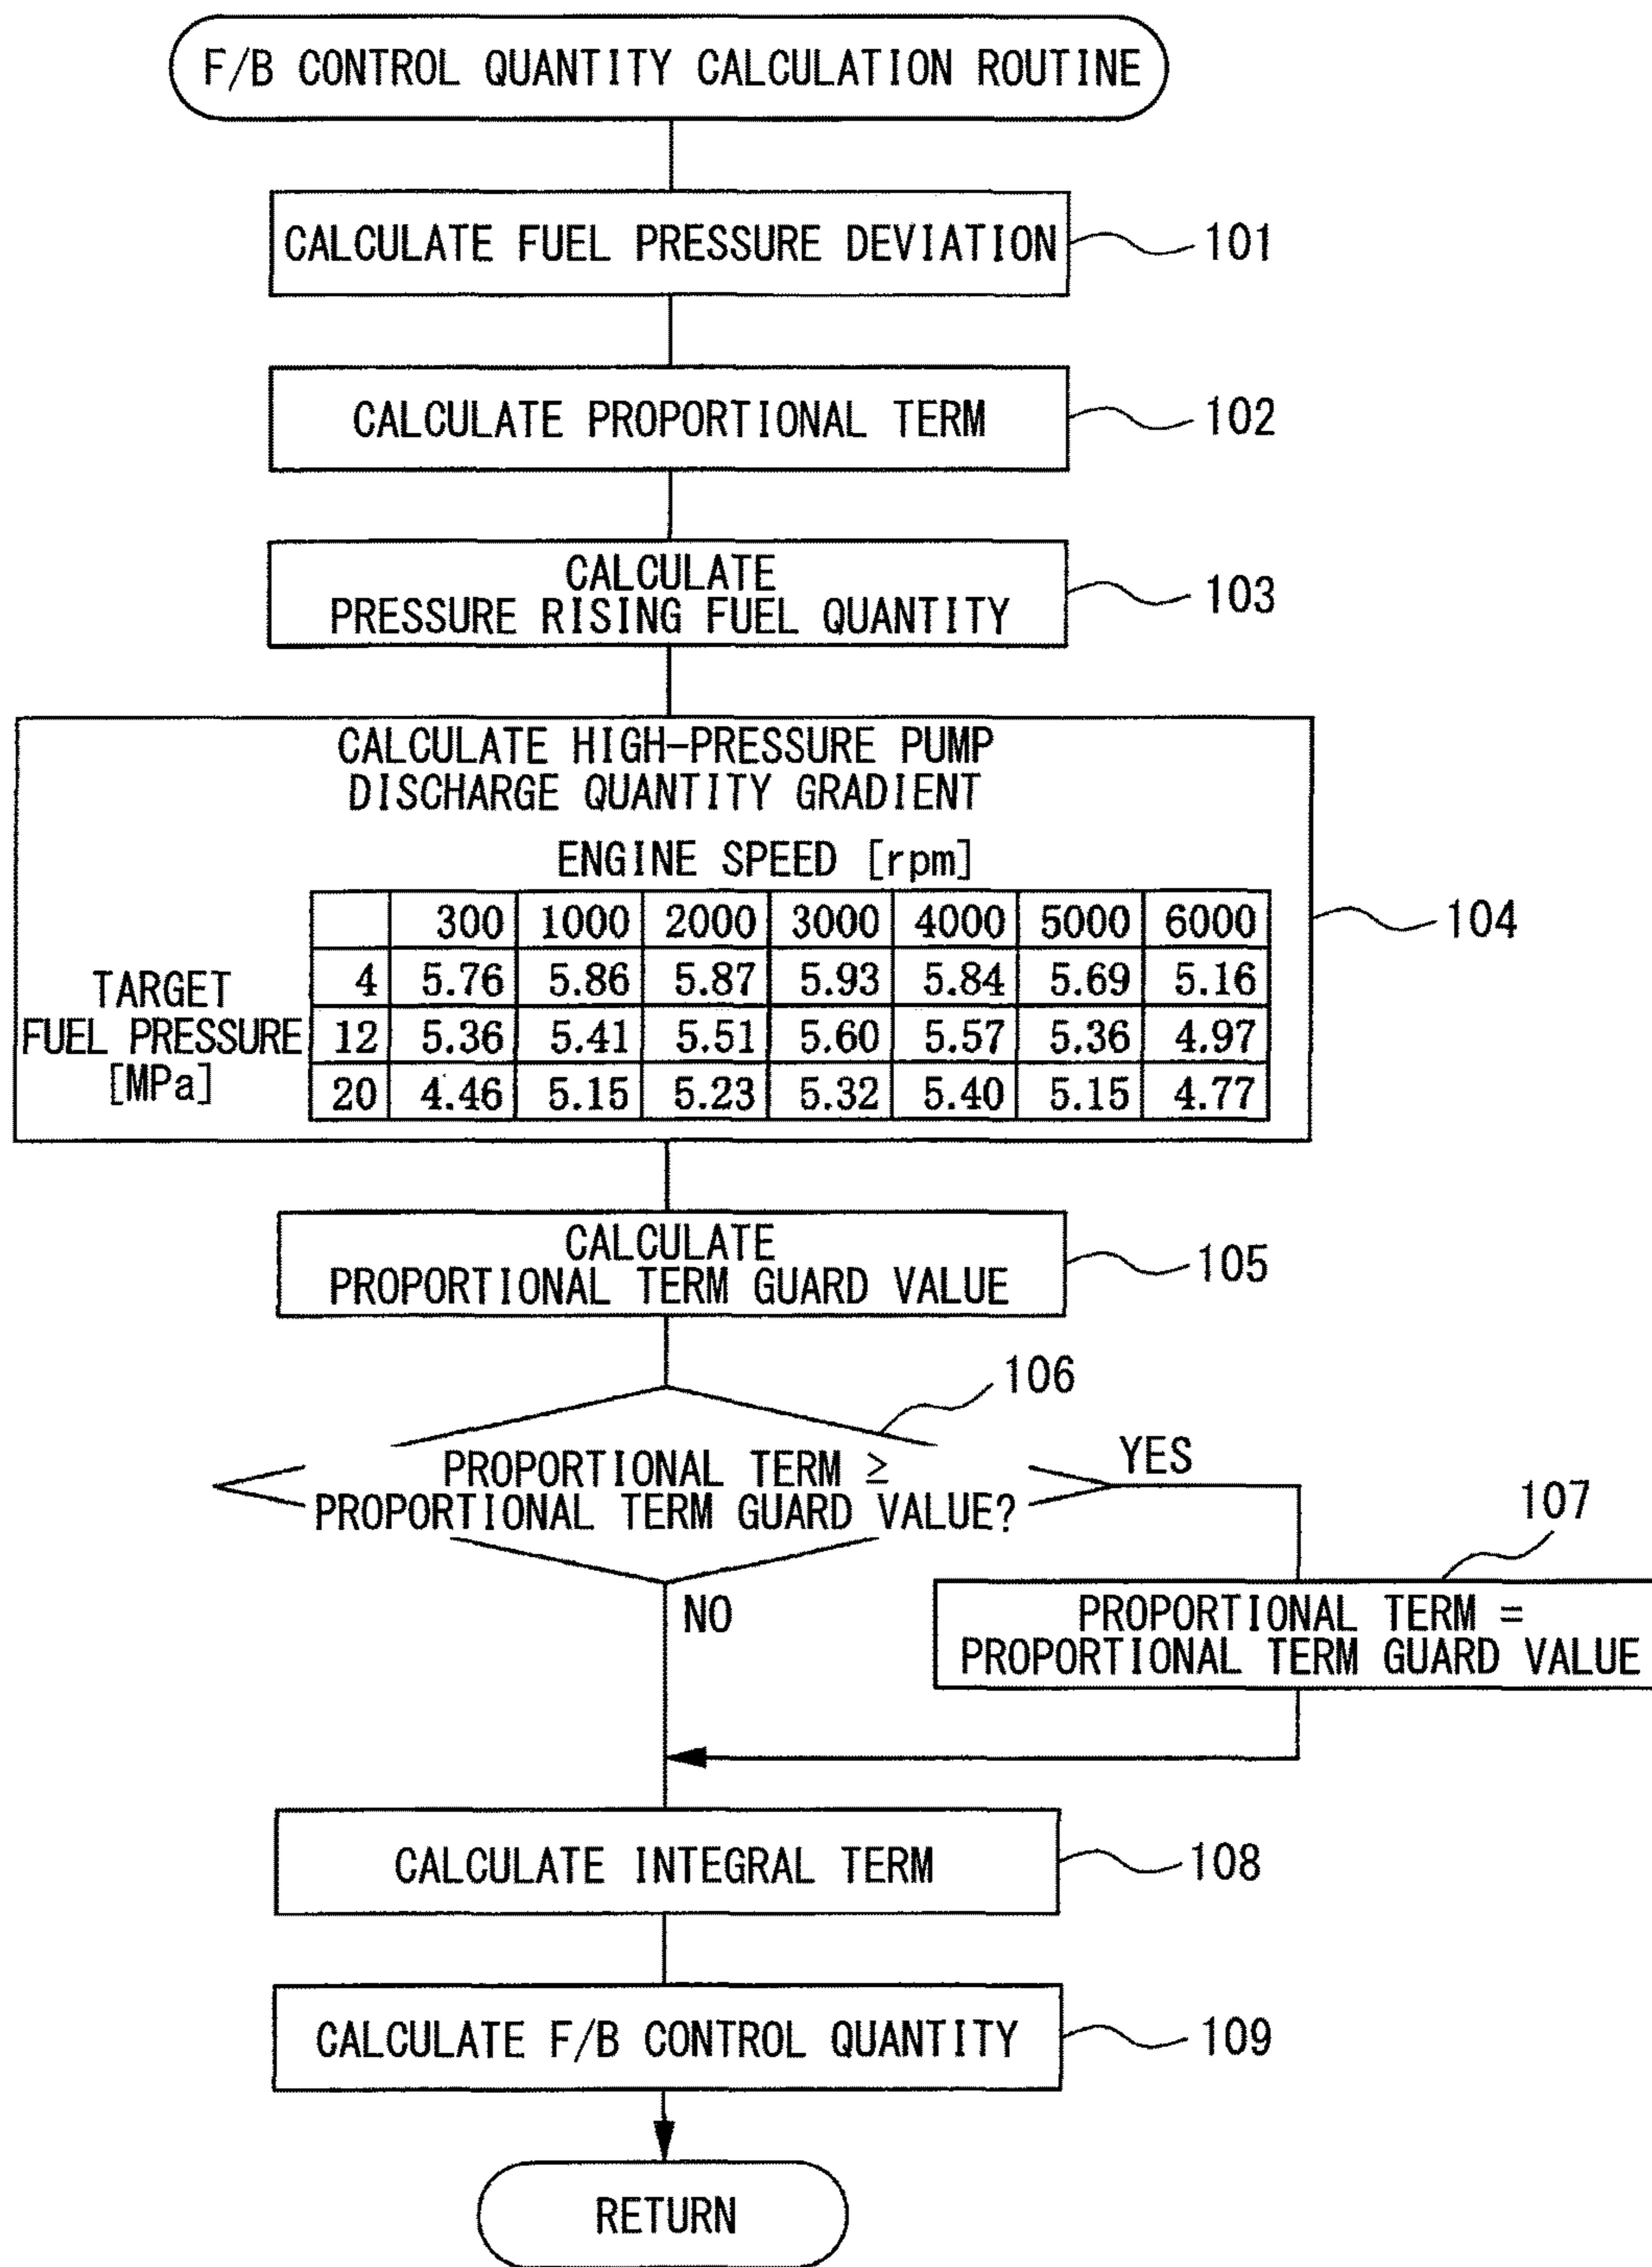 F/B CONTROL QUANTITY CALCULATION ROUTINE
CALCULATE FUEL PRESSURE DEVIATION
101
CALCULATE PROPORTIONAL TERM
102
CALCULATE
PRESSURE RISING FUEL QUANTITY
103
CALCULATE HIGH-PRESSURE PUMP
DISCHARGE QUANTITY GRADIENT
ENGINE SPEED [rpm]
300 1000 2000 3000 4000 5000 6000
104
TARGET
FUEL PRESSURE
[MPa]
4 5.76 5.86 5.87 5.93 5.84 5.69 5.16
12 5.36 5.41 5.51 5.60 5.57 5.36 4.97
20 4.46 5.15 5.23 5.32 5.40 5.15 4.77
CALCULATE
PROPORTIONAL TERM GUARD VALUE
105
106
PROPORTIONAL TERM ≥
PROPORTIONAL TERM GUARD VALUE?
YES
NO
107
PROPORTIONAL TERM =
PROPORTIONAL TERM GUARD VALUE
CALCULATE INTEGRAL TERM
108
CALCULATE F/B CONTROL QUANTITY
109
RETURN